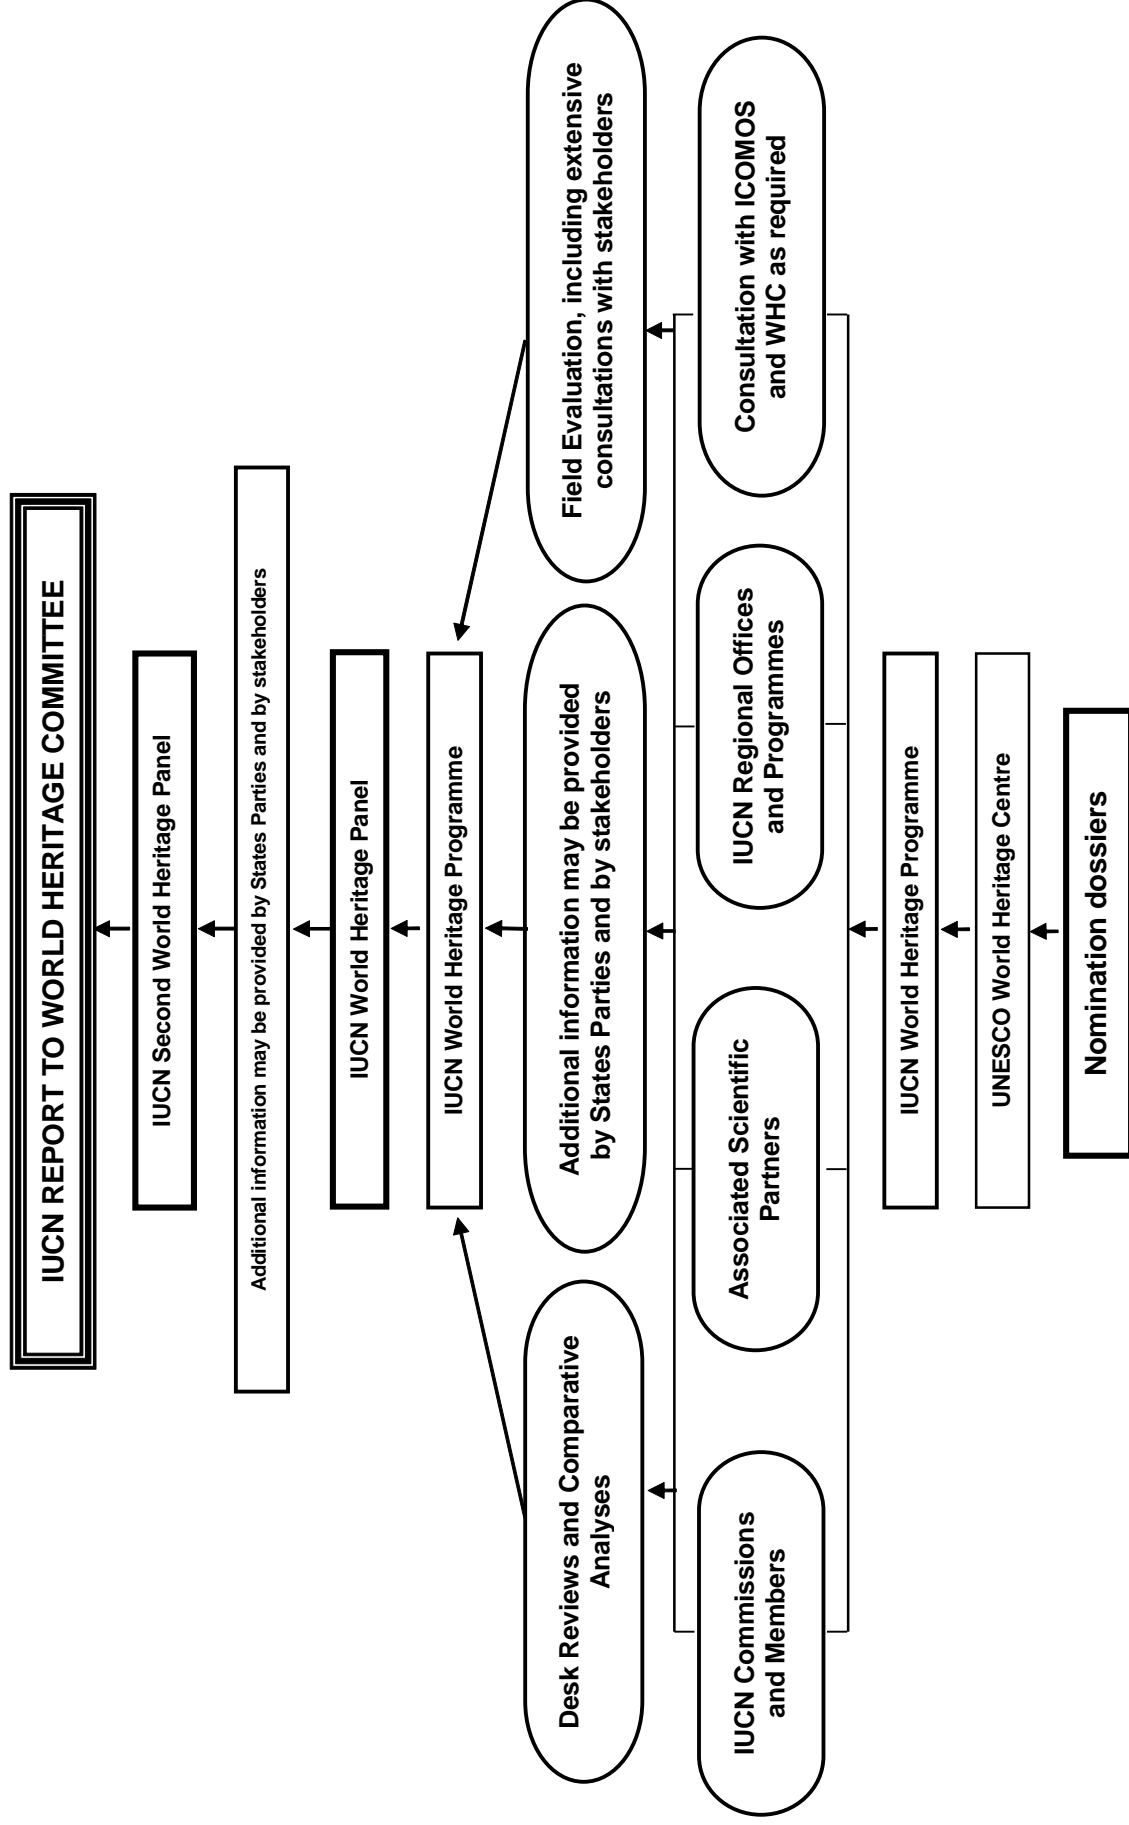 IUCN REPORT TO WORLD HERITAGE COMMITTEE
IUCN Second World Heritage Panel
Additional information may be provided by States Parties and by stakeholders
IUCN World Heritage Panel
IUCN World Heritage Programme
Desk Reviews and Comparative
Analyses
Additional information may be provided
by States Parties and by stakeholders
Field Evaluation, including extensive
consultations with stakeholders
IUCN Commissions
and Members
Associated Scientific
Partners
IUCN Regional Offices
and Programmes
Consultation with ICOMOS
and WHC as required
IUCN World Heritage Programme
UNESCO World Heritage Centre
Nomination dossiers